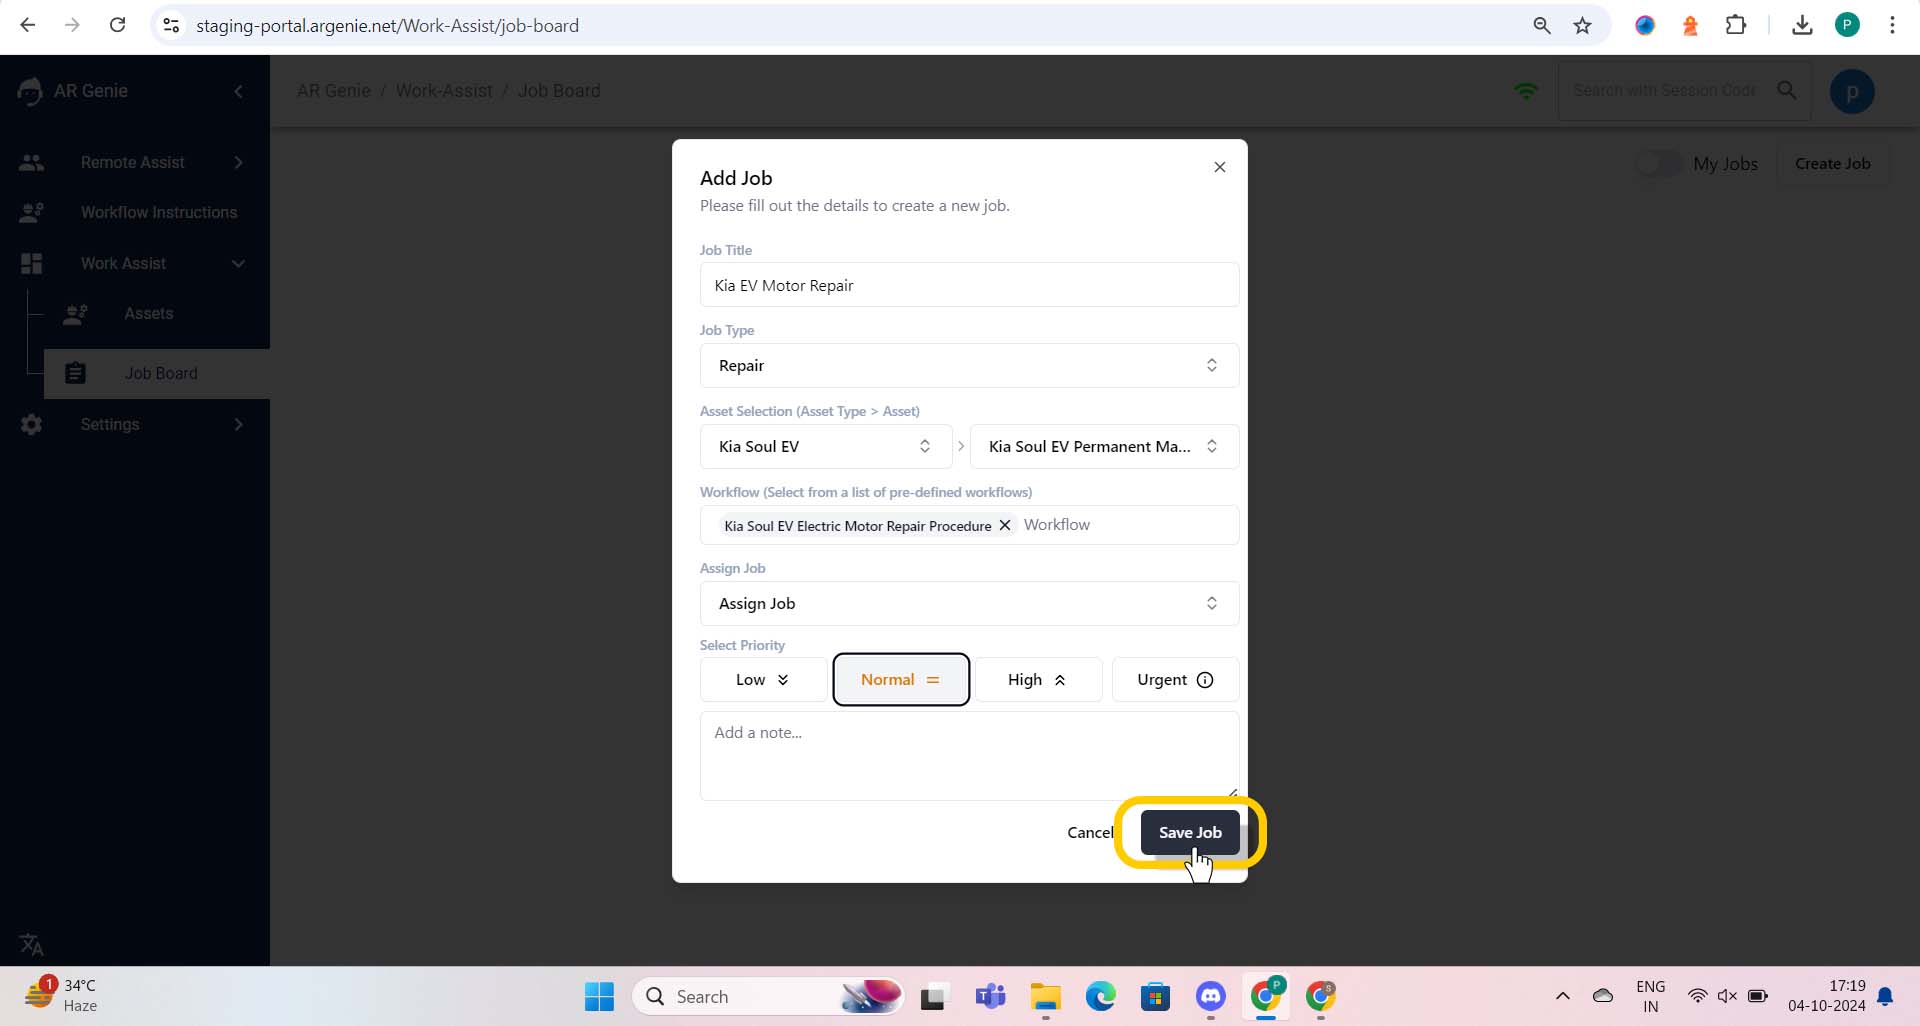 staging-portal.argenie.net/Work-Assist/job-board
P
AR Genie
AR Genie / Work-Assist / Job Board
Search with Session Code
p
Remote Assist
Workflow Instructions
Work Assist
Assets
Job Board
Settings
My Jobs
Create Job
Add Job
Please fill out the details to create a new job.
Job Title
Kia EV Motor Repair
Job Type
Repair
Asset Selection (Asset Type > Asset)
Kia Soul EV > Kia Soul EV Permanent Ma...
Workflow (Select from a list of pre-defined workflows)
Kia Soul EV Electric Motor Repair Procedure Workflow
Assign Job
Assign Job
Select Priority
Low Normal High Urgent
Add a note...
Cancel Save Job
1
34°C
Haze
Search
P
S
ENG
IN
17:19
04-10-2024